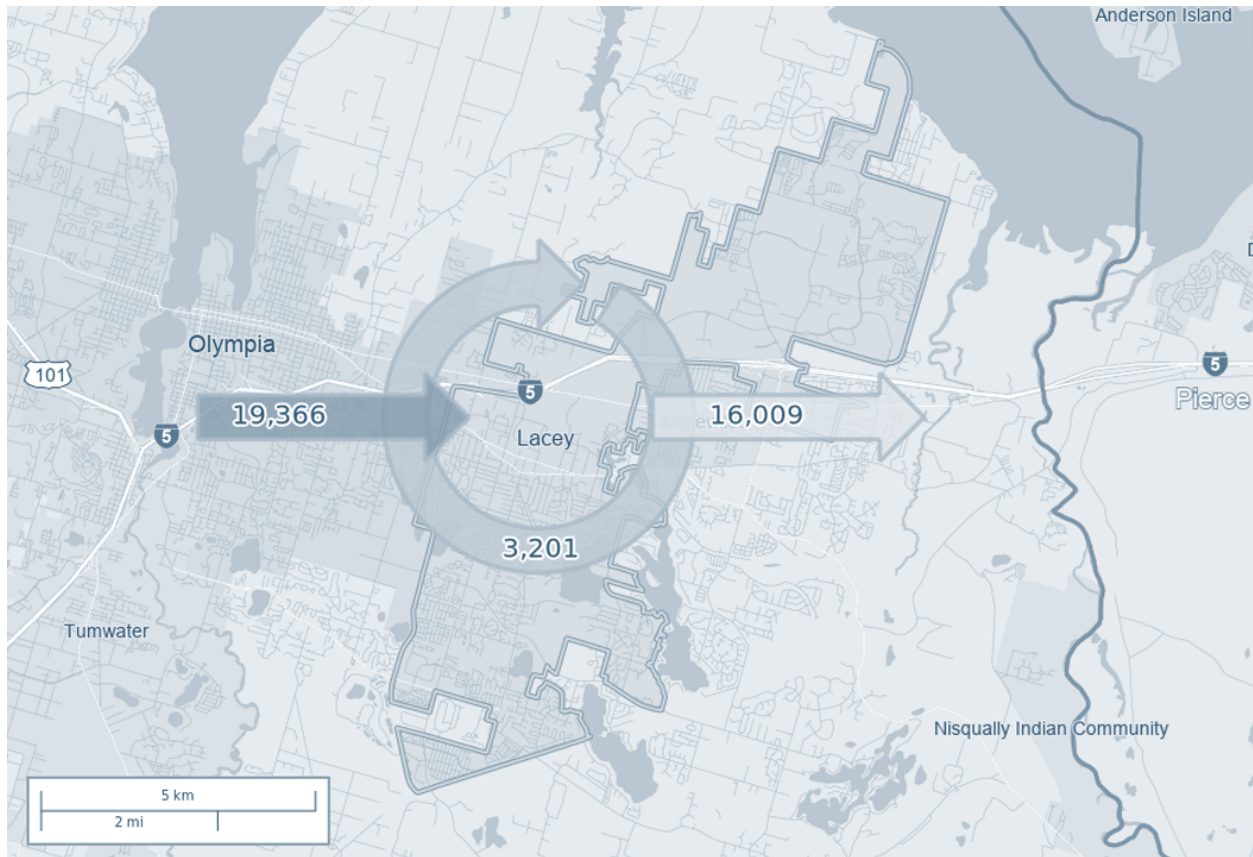 Anderson Island
Olympia
101
5
Pierce
5
5
19,366
16,009
Lacey
3,201
Tumwater
Nisqually Indian Community
5 km
2 mi